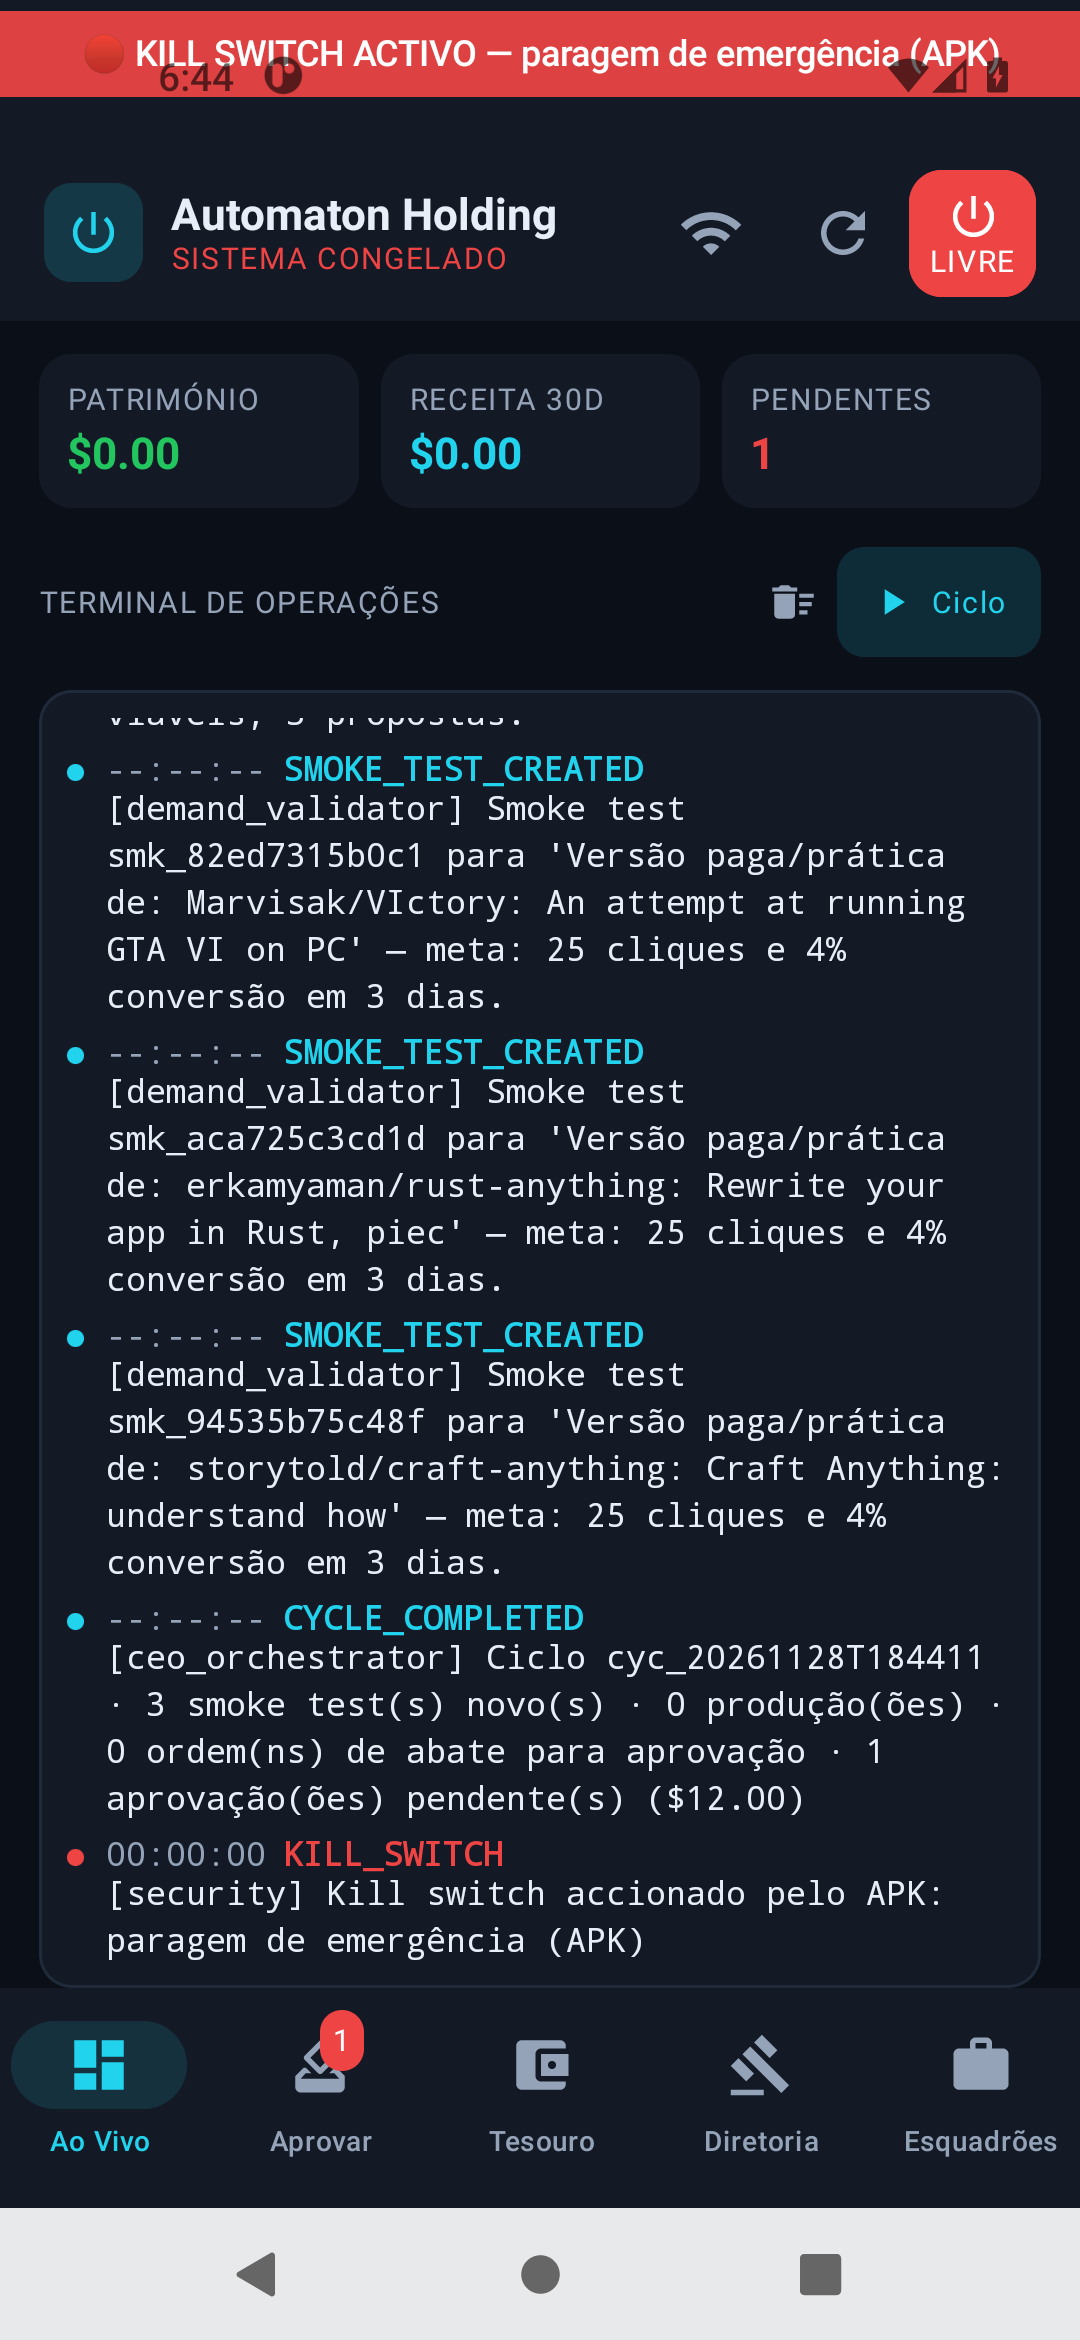 KILL SWITCH ACTIVO — paragem de emergência (APK)
6:44
Automaton Holding
SISTEMA CONGELADO
LIVRE
PATRIMÓNIO
$0.00
RECEITA 30D
$0.00
PENDENTES
1
TERMINAL DE OPERAÇÕES
Ciclo
viáveis, 3 propostas.
--:--:-- SMOKE_TEST_CREATED
[demand_validator] Smoke test
smk_82ed7315b0c1 para 'Versão paga/prática
de: Marvisak/VIctory: An attempt at running
GTA VI on PC' — meta: 25 cliques e 4%
conversão em 3 dias.
--:--:-- SMOKE_TEST_CREATED
[demand_validator] Smoke test
smk_aca725c3cd1d para 'Versão paga/prática
de: erkamyaman/rust-anything: Rewrite your
app in Rust, piec' — meta: 25 cliques e 4%
conversão em 3 dias.
--:--:-- SMOKE_TEST_CREATED
[demand_validator] Smoke test
smk_94535b75c48f para 'Versão paga/prática
de: storytold/craft-anything: Craft Anything:
understand how' — meta: 25 cliques e 4%
conversão em 3 dias.
--:--:-- CYCLE_COMPLETED
[ceo_orchestrator] Ciclo cyc_20261128T184411
· 3 smoke test(s) novo(s) · 0 produção(ões) ·
0 ordem(ns) de abate para aprovação · 1
aprovação(ões) pendente(s) ($12.00)
00:00:00 KILL_SWITCH
[security] Kill switch accionado pelo APK:
paragem de emergência (APK)
1
Ao Vivo
Aprovar
Tesouro
Diretoria
Esquadrões